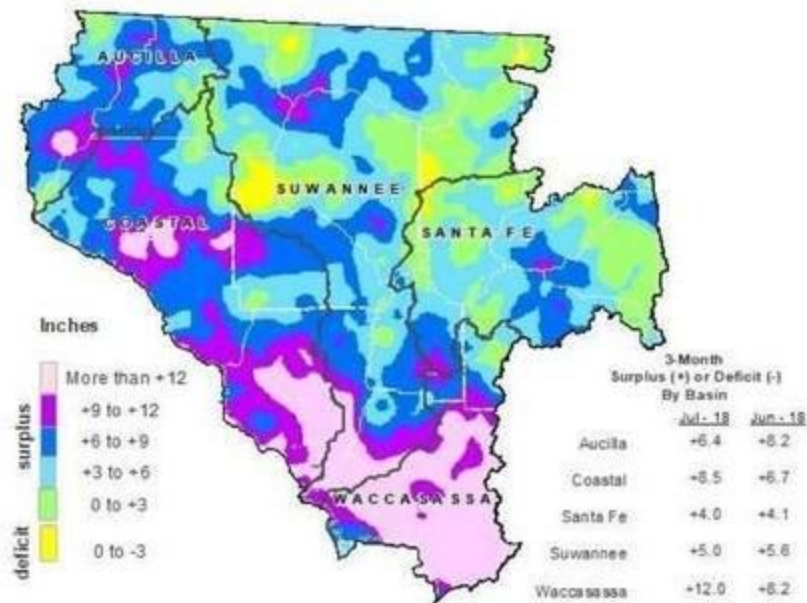 AUCILLA
SUWANNEE
COASTAL
SANTA FE
WACCASASSA
Inches
surplus
deficit
More than +12
+9 to +12
+6 to +9
+3 to +6
0 to +3
0 to -3
3-Month
Surplus (+) or Deficit (-)
By Basin
Jul - 18 Jun - 18
Aucilla +6.4 +8.2
Coastal +8.5 +6.7
Santa Fe +4.0 +4.1
Suwannee +5.0 +5.6
Waccasassa +12.0 +8.2